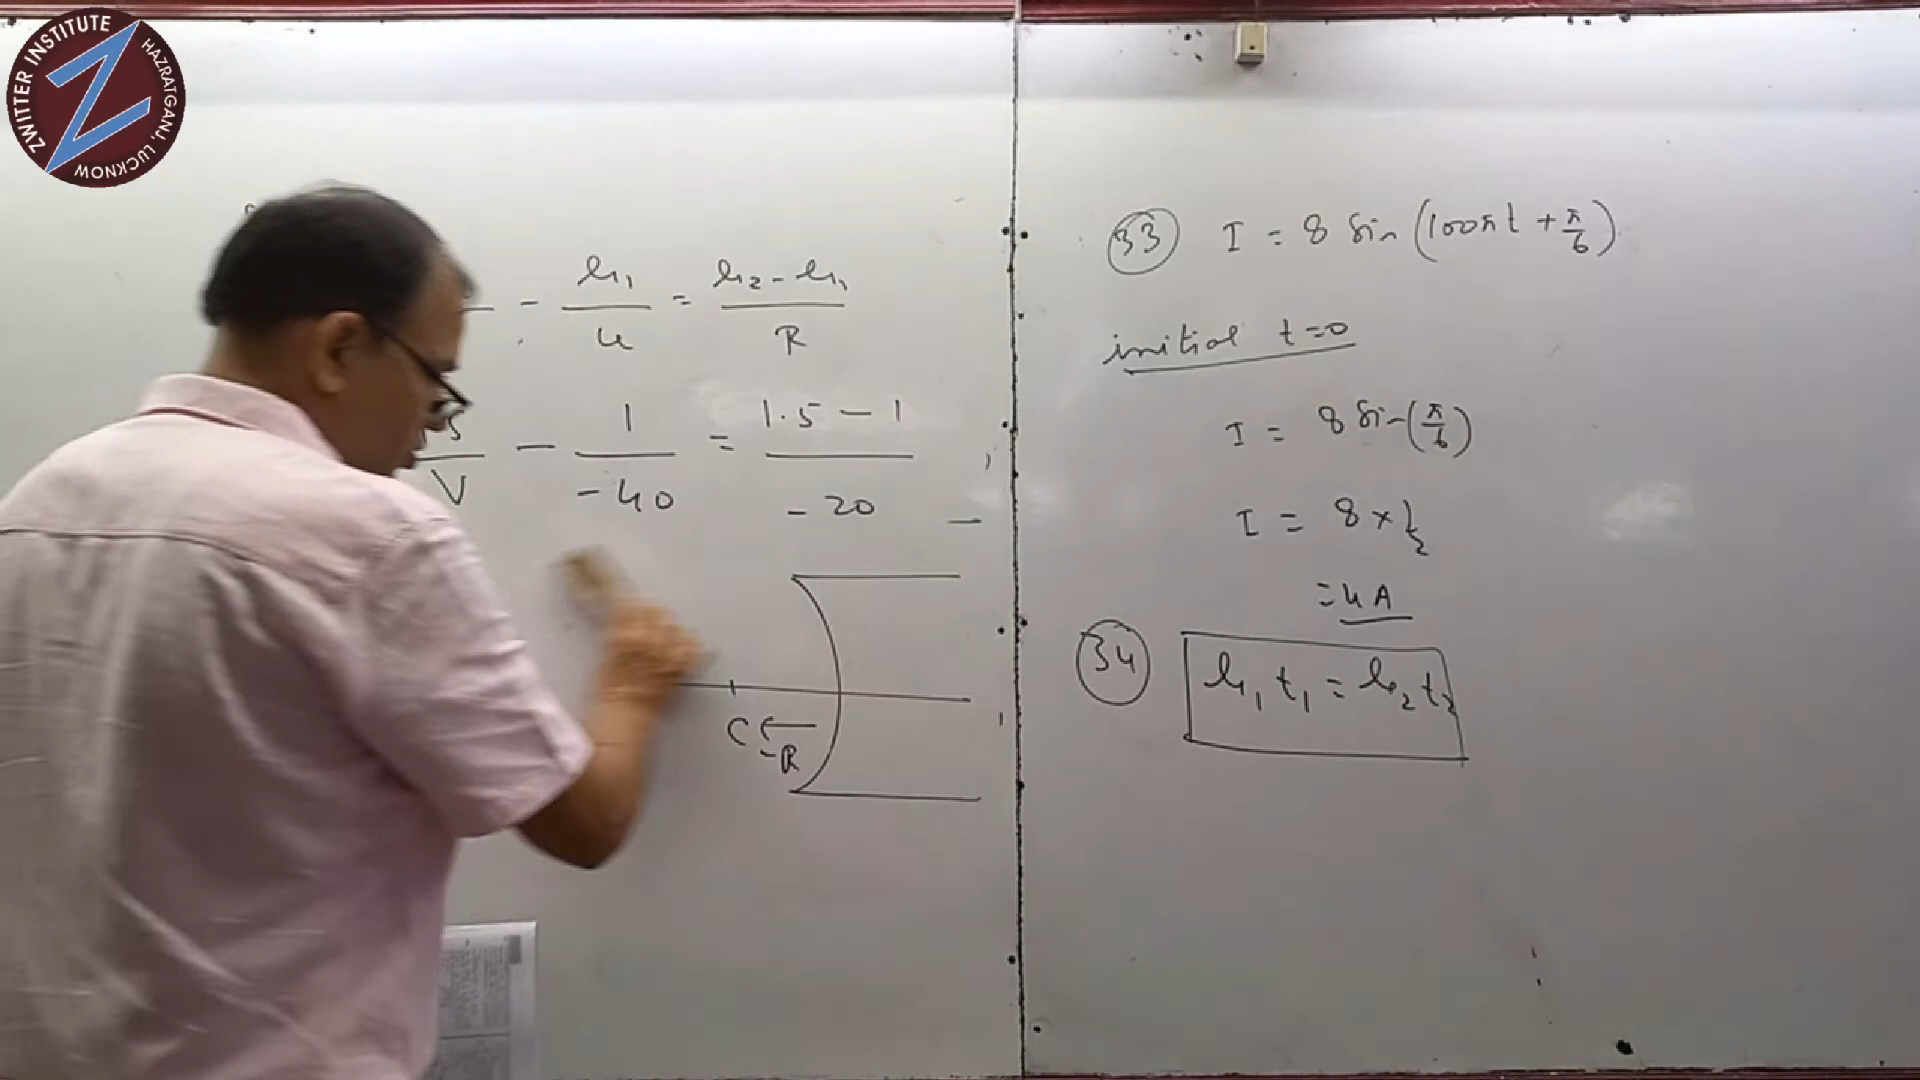 ZWITTER INSTITUTE
HAZRATGANJ, LUCKNOW
Z
- μ₁/u = μ₂-μ₁/R
V - 1/-40 = 1.5-1/-20
C
-R
33 I = 8 Sin (100πt + π/6)
initial t=0
I = 8 Sin (π/6)
I = 8 × 1/2
= 4A
34 μ₁t₁ = μ₂t₂